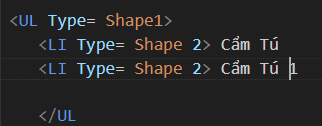 <UL Type= Shape1>
<LI Type= Shape 2> Cẩm Tú
<LI Type= Shape 2> Cẩm Tú 1
</UL